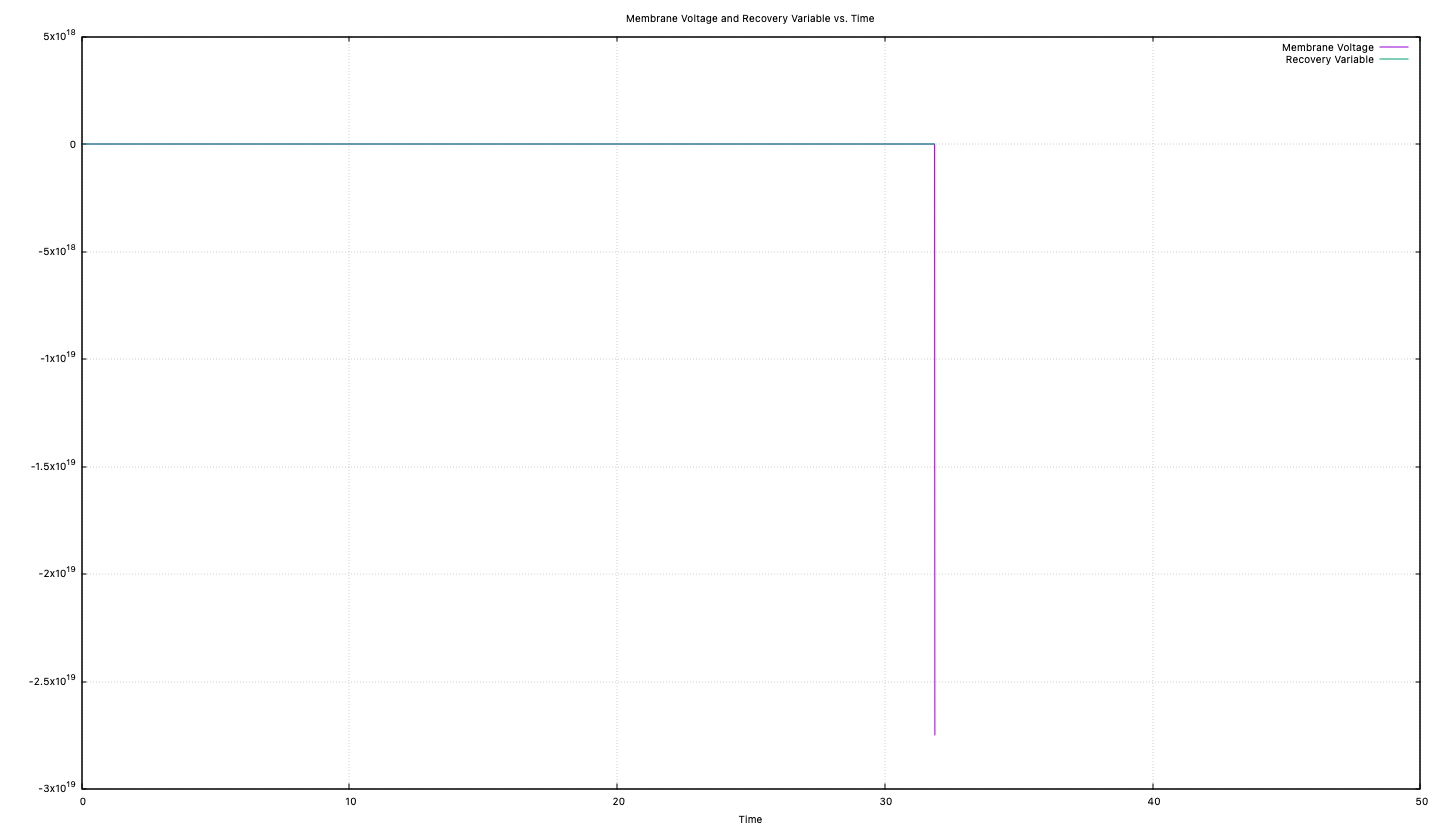 Membrane Voltage and Recovery Variable vs. Time
5x10^18
Membrane Voltage
Recovery Variable
0
-5x10^18
-1x10^19
-1.5x10^19
-2x10^19
-2.5x10^19
-3x10^19
0 10 20 30 40 50
Time